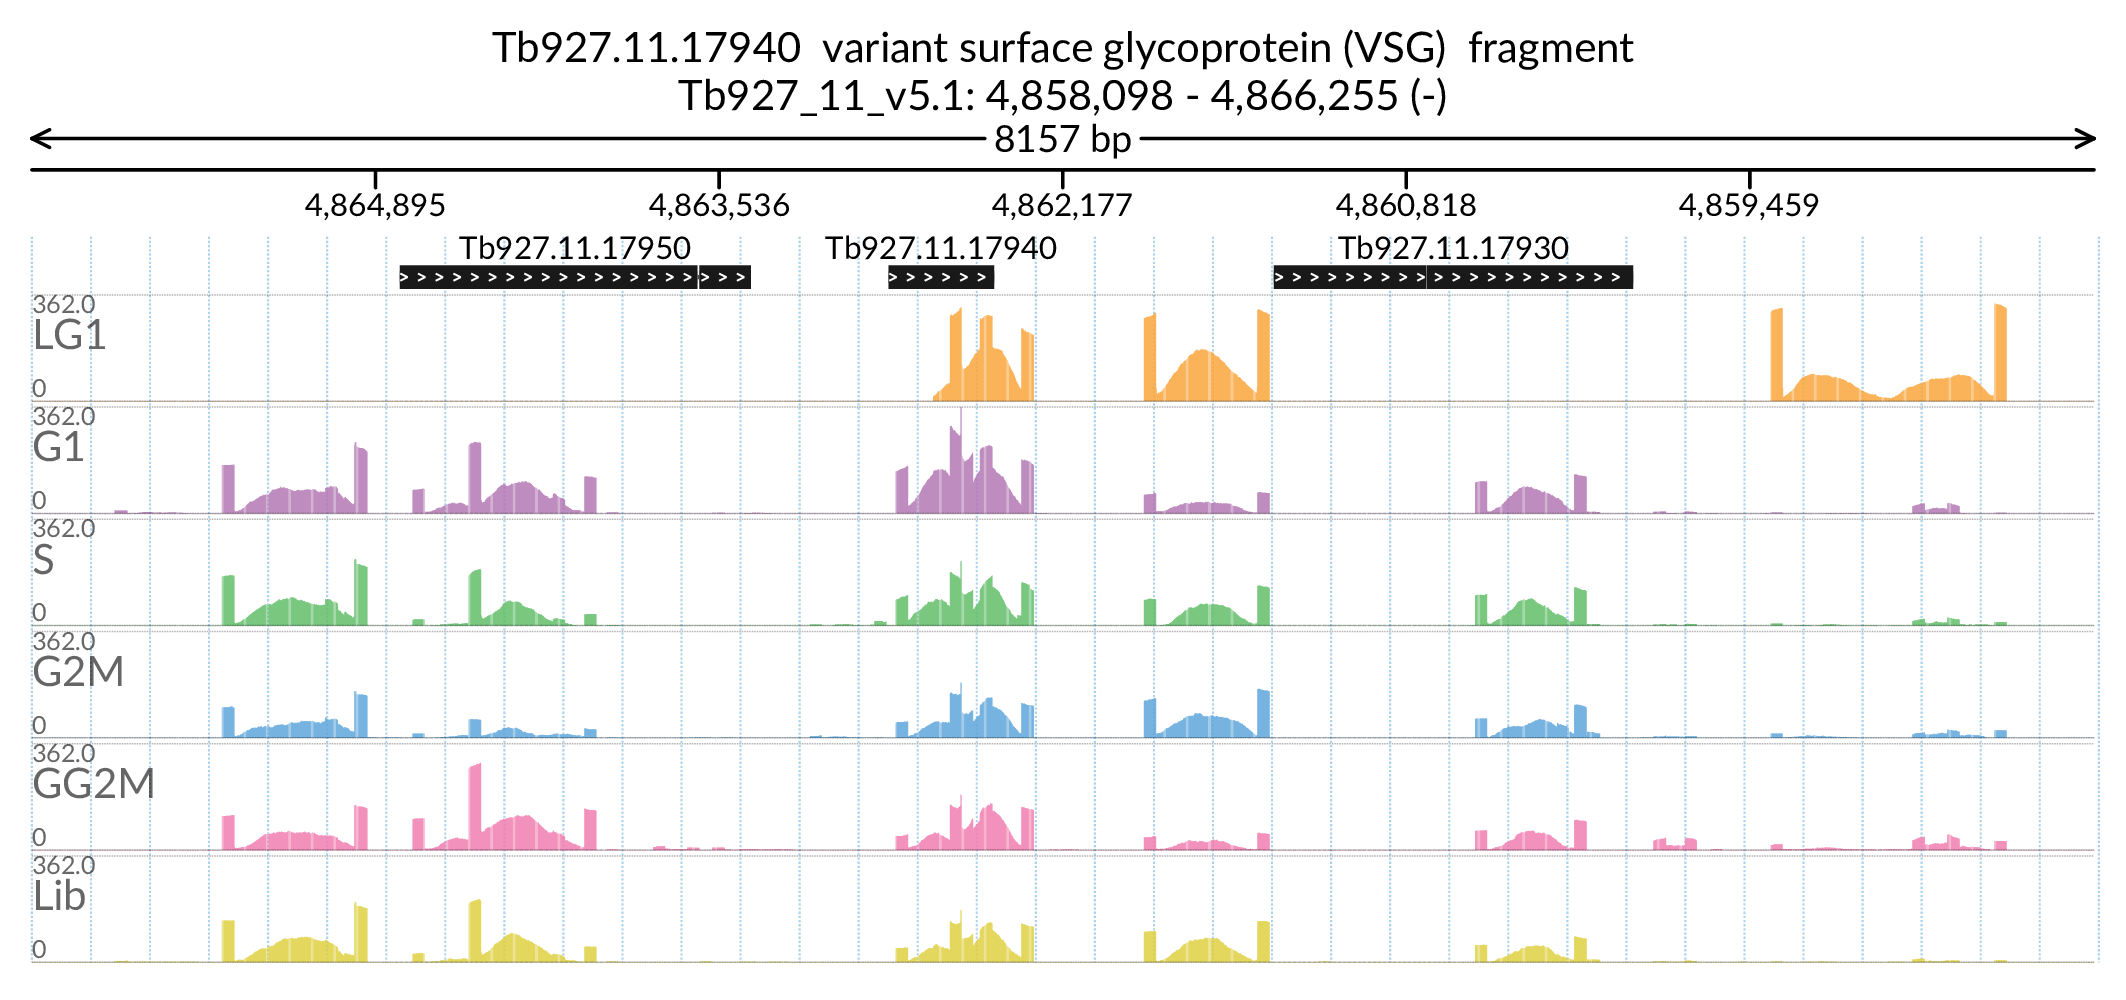 Tb927.11.17940 variant surface glycoprotein (VSG) fragment
Tb927_11_v5.1: 4,858,098 - 4,866,255 (-)
8157 bp
4,864,895 4,863,536 4,862,177 4,860,818 4,859,459
Tb927.11.17950 Tb927.11.17940 Tb927.11.17930
362.0
LG1
0
362.0
G1
0
362.0
S
0
362.0
G2M
0
362.0
GG2M
0
362.0
Lib
0